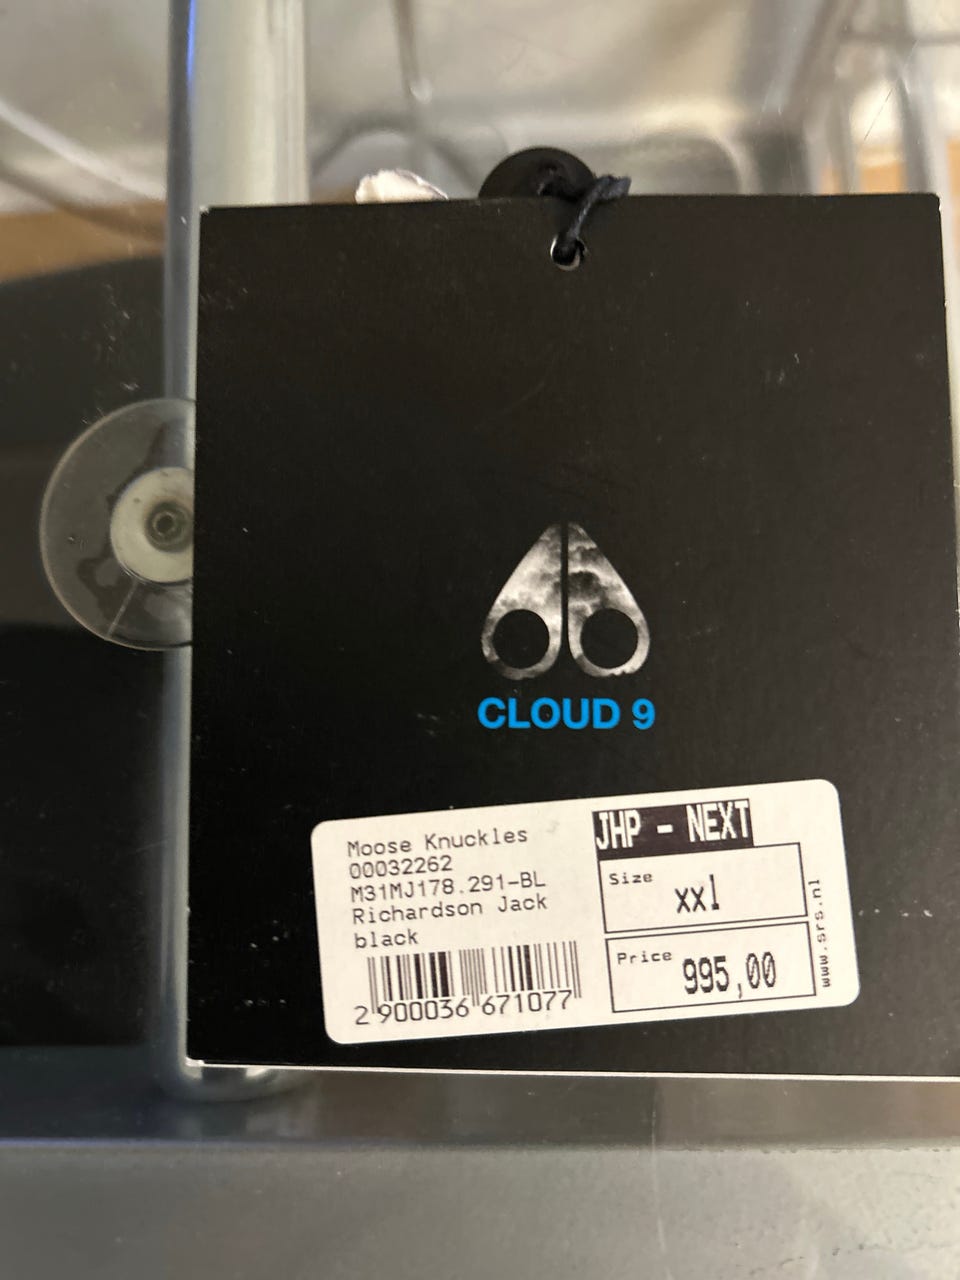 CLOUD 9
Moose Knuckles
00032262
M31MJ178.291-BL
Richardson Jack
black
2 900036 671077
JHP - NEXT
Size
xxl
Price
995,00
www.srs.nl